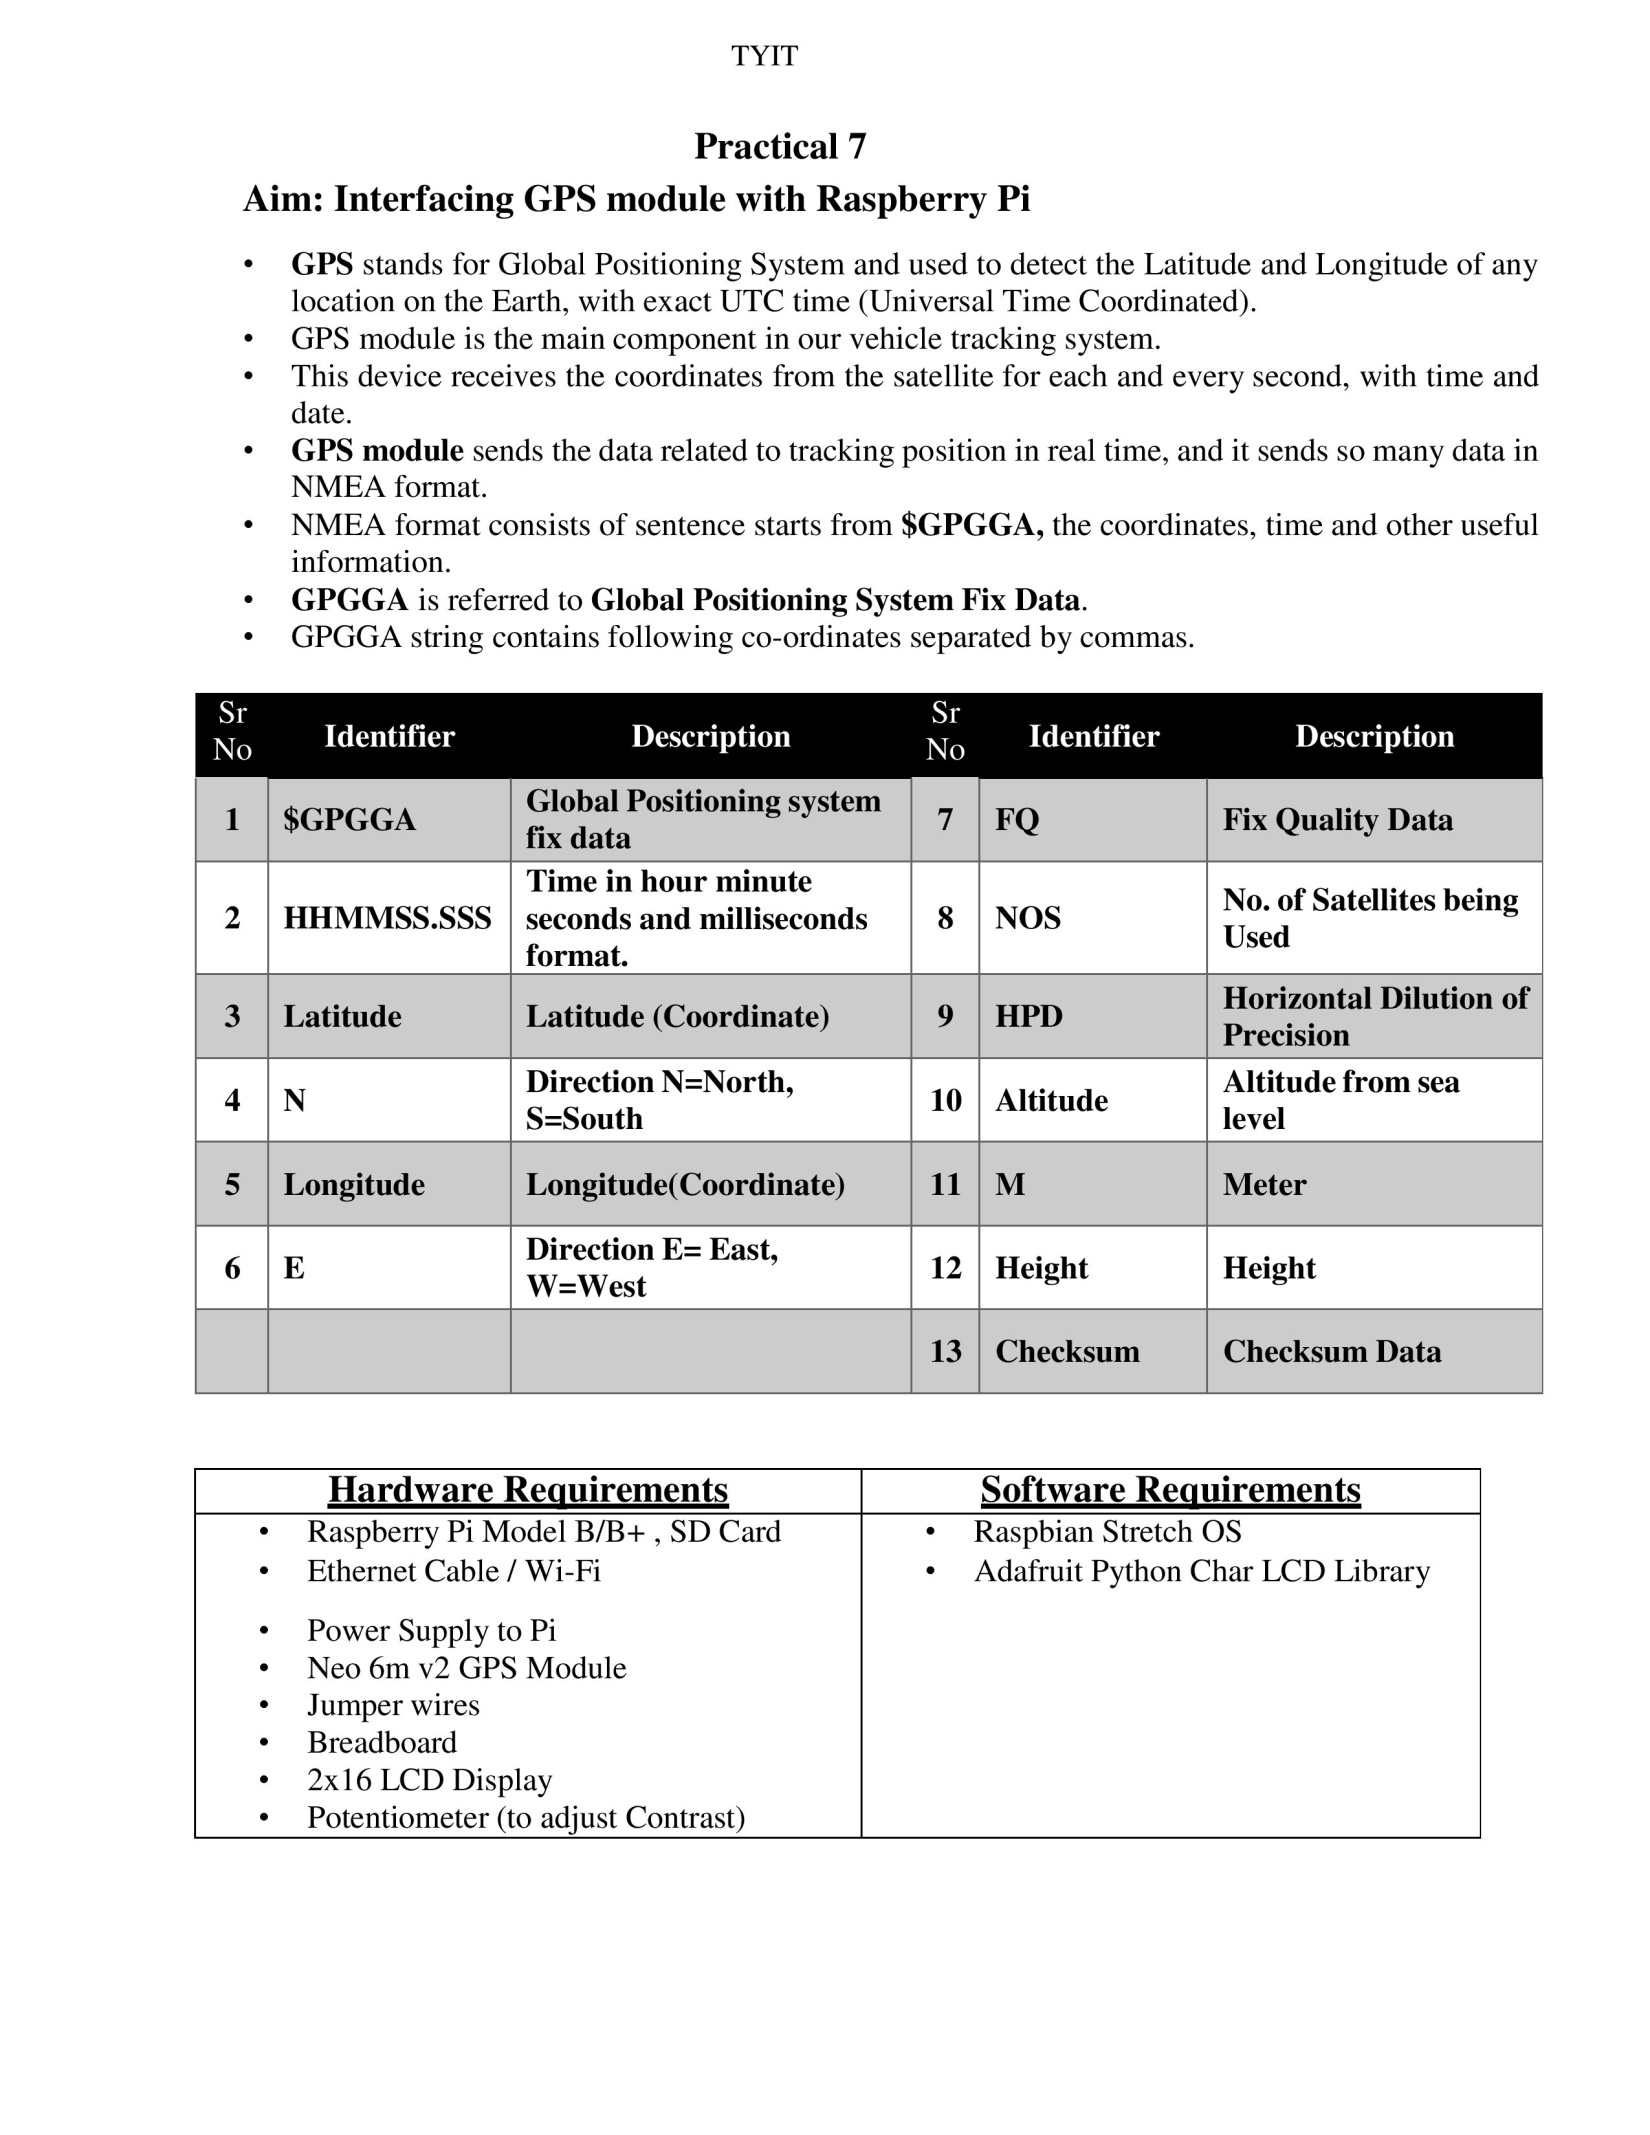 TYIT
Practical 7
Aim: Interfacing GPS module with Raspberry Pi
• GPS stands for Global Positioning System and used to detect the Latitude and Longitude of any
location on the Earth, with exact UTC time (Universal Time Coordinated).
• GPS module is the main component in our vehicle tracking system.
• This device receives the coordinates from the satellite for each and every second, with time and
date.
• GPS module sends the data related to tracking position in real time, and it sends so many data in
NMEA format.
• NMEA format consists of sentence starts from $GPGGA, the coordinates, time and other useful
information.
• GPGGA is referred to Global Positioning System Fix Data.
• GPGGA string contains following co-ordinates separated by commas.
Sr No Identifier Description Sr No Identifier Description
1 $GPGGA Global Positioning system fix data 7 FQ Fix Quality Data
2 HHMMSS.SSS Time in hour minute seconds and milliseconds format. 8 NOS No. of Satellites being Used
3 Latitude Latitude (Coordinate) 9 HPD Horizontal Dilution of Precision
4 N Direction N=North, S=South 10 Altitude Altitude from sea level
5 Longitude Longitude(Coordinate) 11 M Meter
6 E Direction E= East, W=West 12 Height Height
13 Checksum Checksum Data
Hardware Requirements
• Raspberry Pi Model B/B+ , SD Card
• Ethernet Cable / Wi-Fi
• Power Supply to Pi
• Neo 6m v2 GPS Module
• Jumper wires
• Breadboard
• 2x16 LCD Display
• Potentiometer (to adjust Contrast)
Software Requirements
• Raspbian Stretch OS
• Adafruit Python Char LCD Library